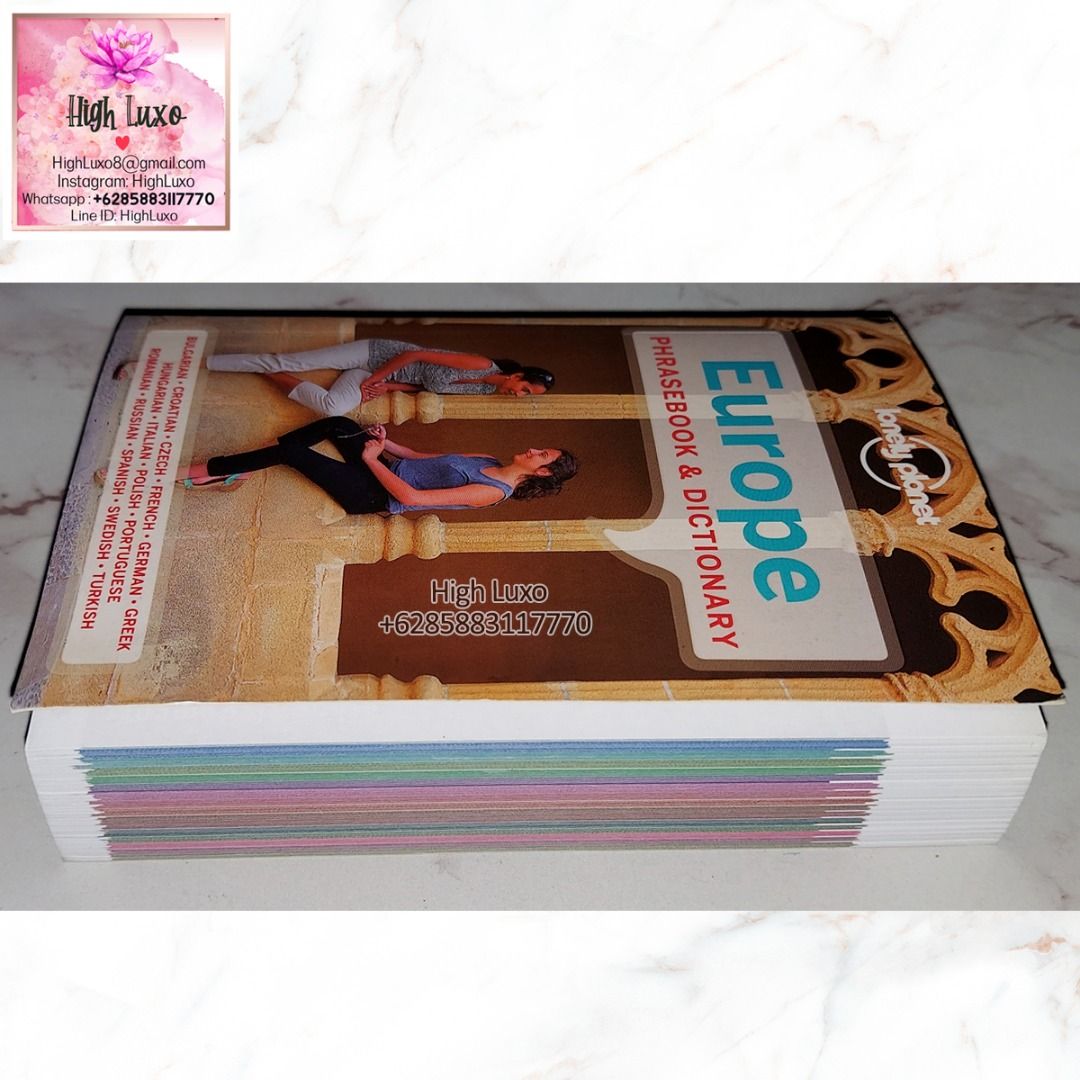 High Luxo
HighLuxo8@gmail.com
Instagram: HighLuxo
Whatsapp : +6285883117770
Line ID: HighLuxo
lonely planet
Europe
PHRASEBOOK & DICTIONARY
High Luxo
+6285883117770
BULGARIAN • CROATIAN • CZECH • FRENCH • GERMAN • GREEK
HUNGARIAN • ITALIAN • POLISH • PORTUGUESE
ROMANIAN • RUSSIAN • SPANISH • SWEDISH • TURKISH